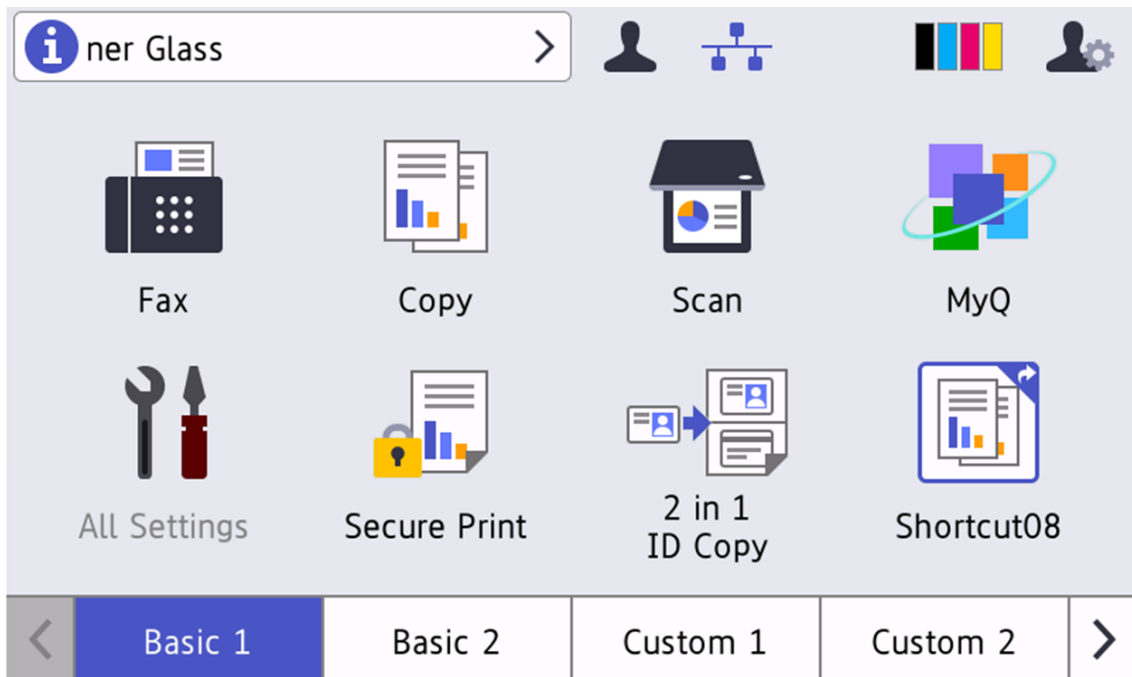 ner Glass
Fax
Copy
Scan
MyQ
All Settings
Secure Print
2 in 1
ID Copy
Shortcut08
Basic 1
Basic 2
Custom 1
Custom 2